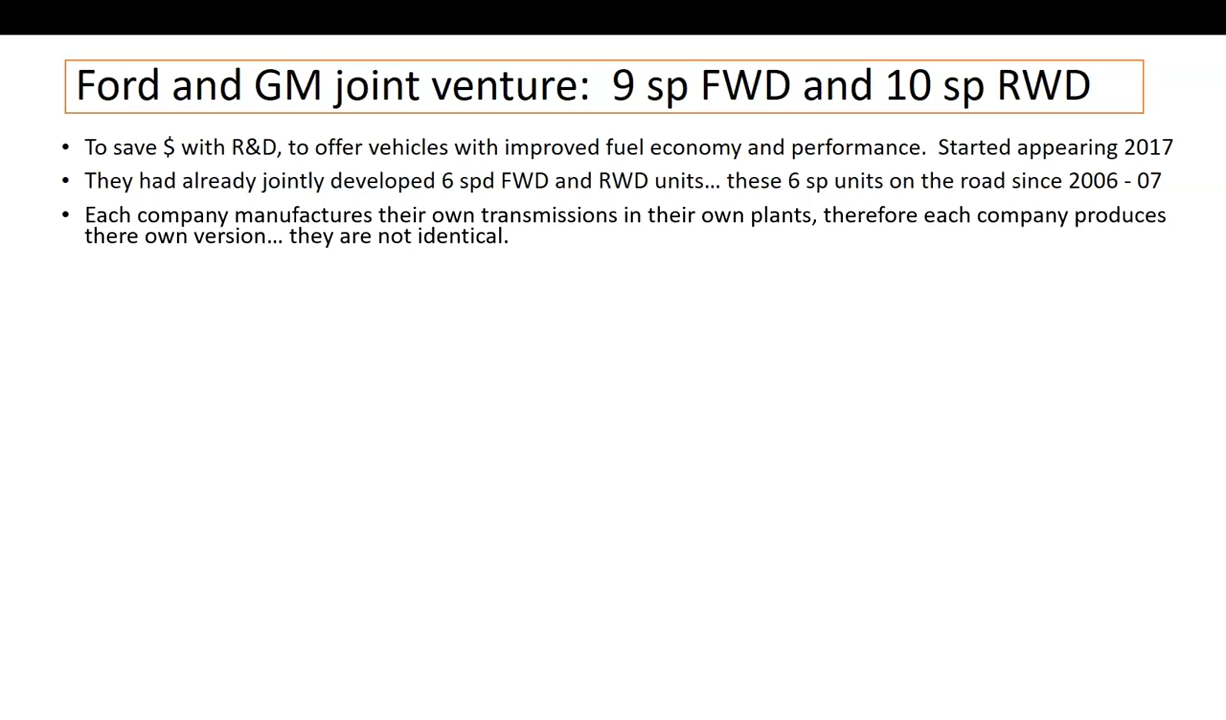 Ford and GM joint venture:  9 sp FWD and 10 sp RWD
• To save $ with R&D, to offer vehicles with improved fuel economy and performance.  Started appearing 2017
• They had already jointly developed 6 spd FWD and RWD units... these 6 sp units on the road since 2006 - 07
• Each company manufactures their own transmissions in their own plants, therefore each company produces
there own version... they are not identical.